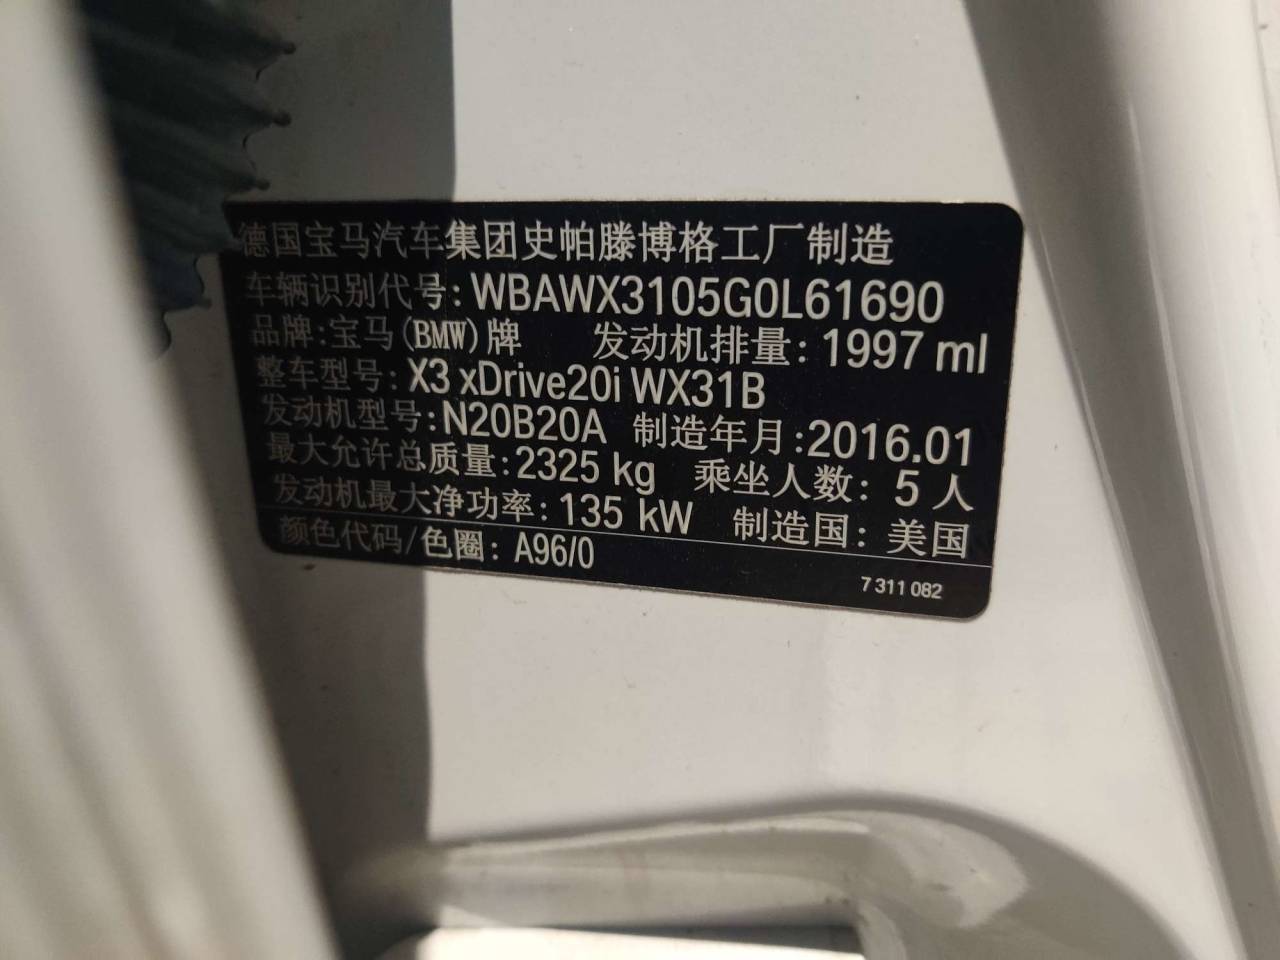 德国宝马汽车集团史帕滕博格工厂制造
车辆识别代号: WBAWX3105G0L61690
品牌: 宝马(BMW)牌 发动机排量: 1997 ml
整车型号: X3 xDrive20i WX31B
发动机型号: N20B20A 制造年月: 2016.01
最大允许总质量: 2325 kg 乘坐人数: 5 人
发动机最大净功率: 135 kW 制造国: 美国
颜色代码/色圈: A96/0
7 311 082